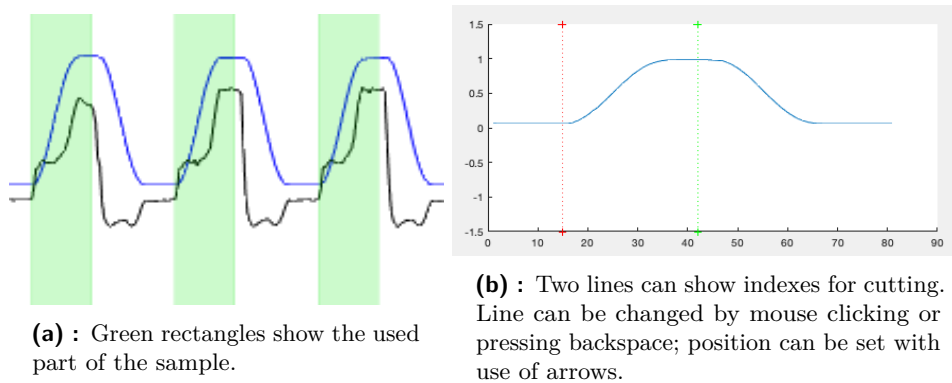 1.5
1
0.5
0
-0.5
-1
-1.5
0 10 20 30 40 50 60 70 80 90
(a) : Green rectangles show the used
part of the sample.
(b) : Two lines can show indexes for cutting.
Line can be changed by mouse clicking or
pressing backspace; position can be set with
use of arrows.